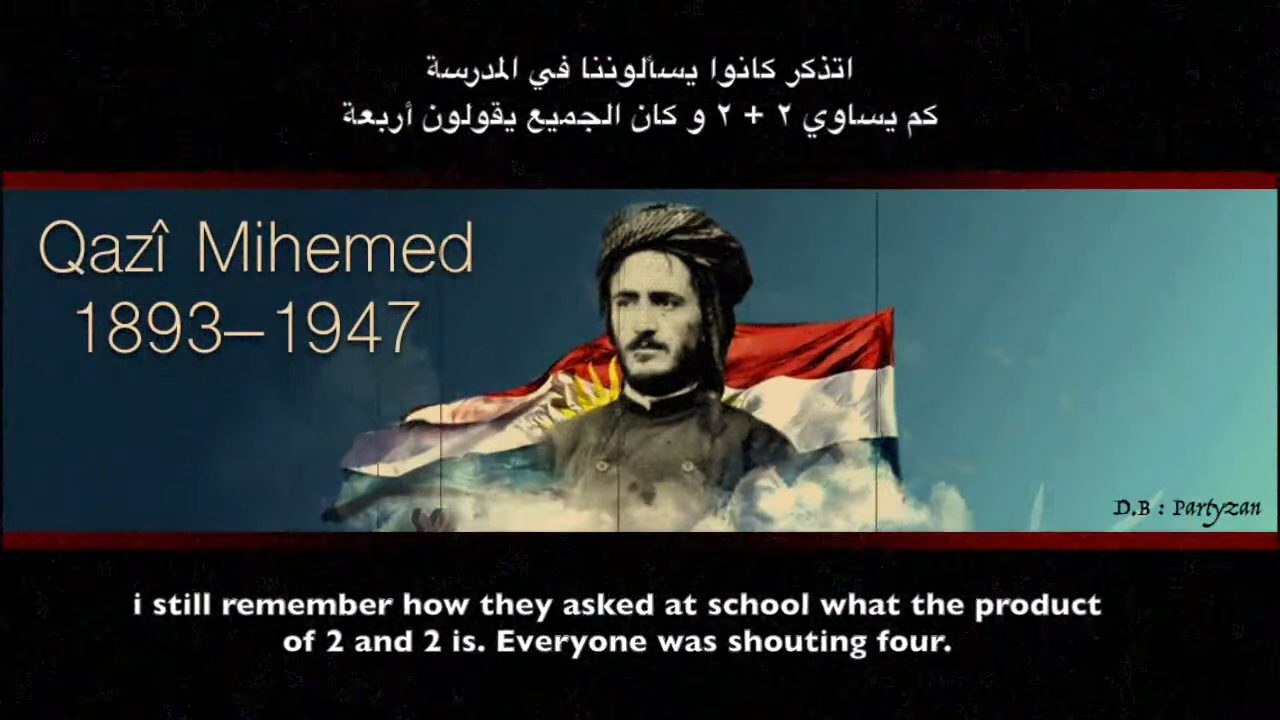 اتذكر كانوا يسألوننا في المدرسة
كم يساوي ٢ + ٢ و كان الجميع يقولون أربعة
Qazî Mihemed
1893–1947
D.B : Partyzan
i still remember how they asked at school what the product
of 2 and 2 is. Everyone was shouting four.